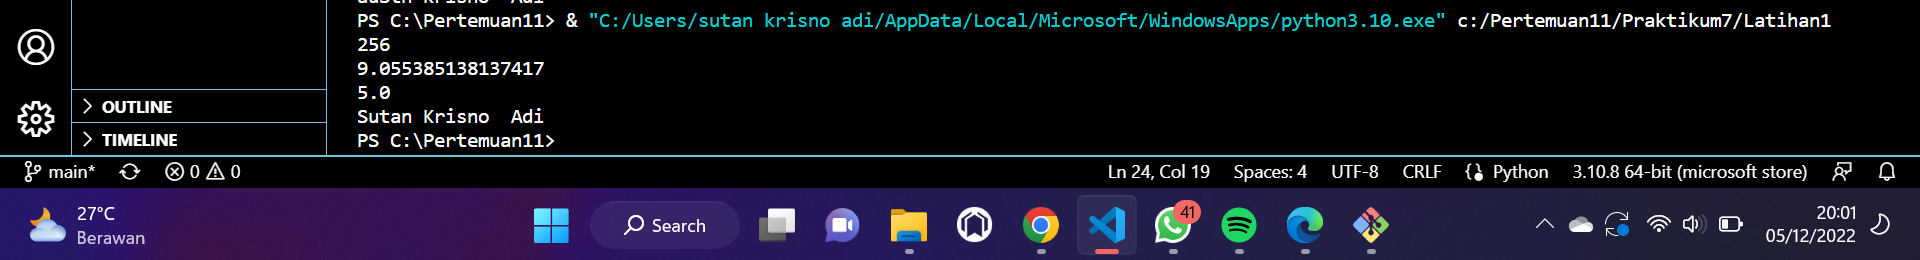 PS C:\Pertemuan11> & "C:/Users/sutan krisno adi/AppData/Local/Microsoft/WindowsApps/python3.10.exe" c:/Pertemuan11/Praktikum7/Latihan1
256
9.055385138137417
5.0
Sutan Krisno  Adi
PS C:\Pertemuan11>
OUTLINE
TIMELINE
main* 0 0 Ln 24, Col 19 Spaces: 4 UTF-8 CRLF Python 3.10.8 64-bit (microsoft store)
27°C
Berawan
Search
41
20:01
05/12/2022